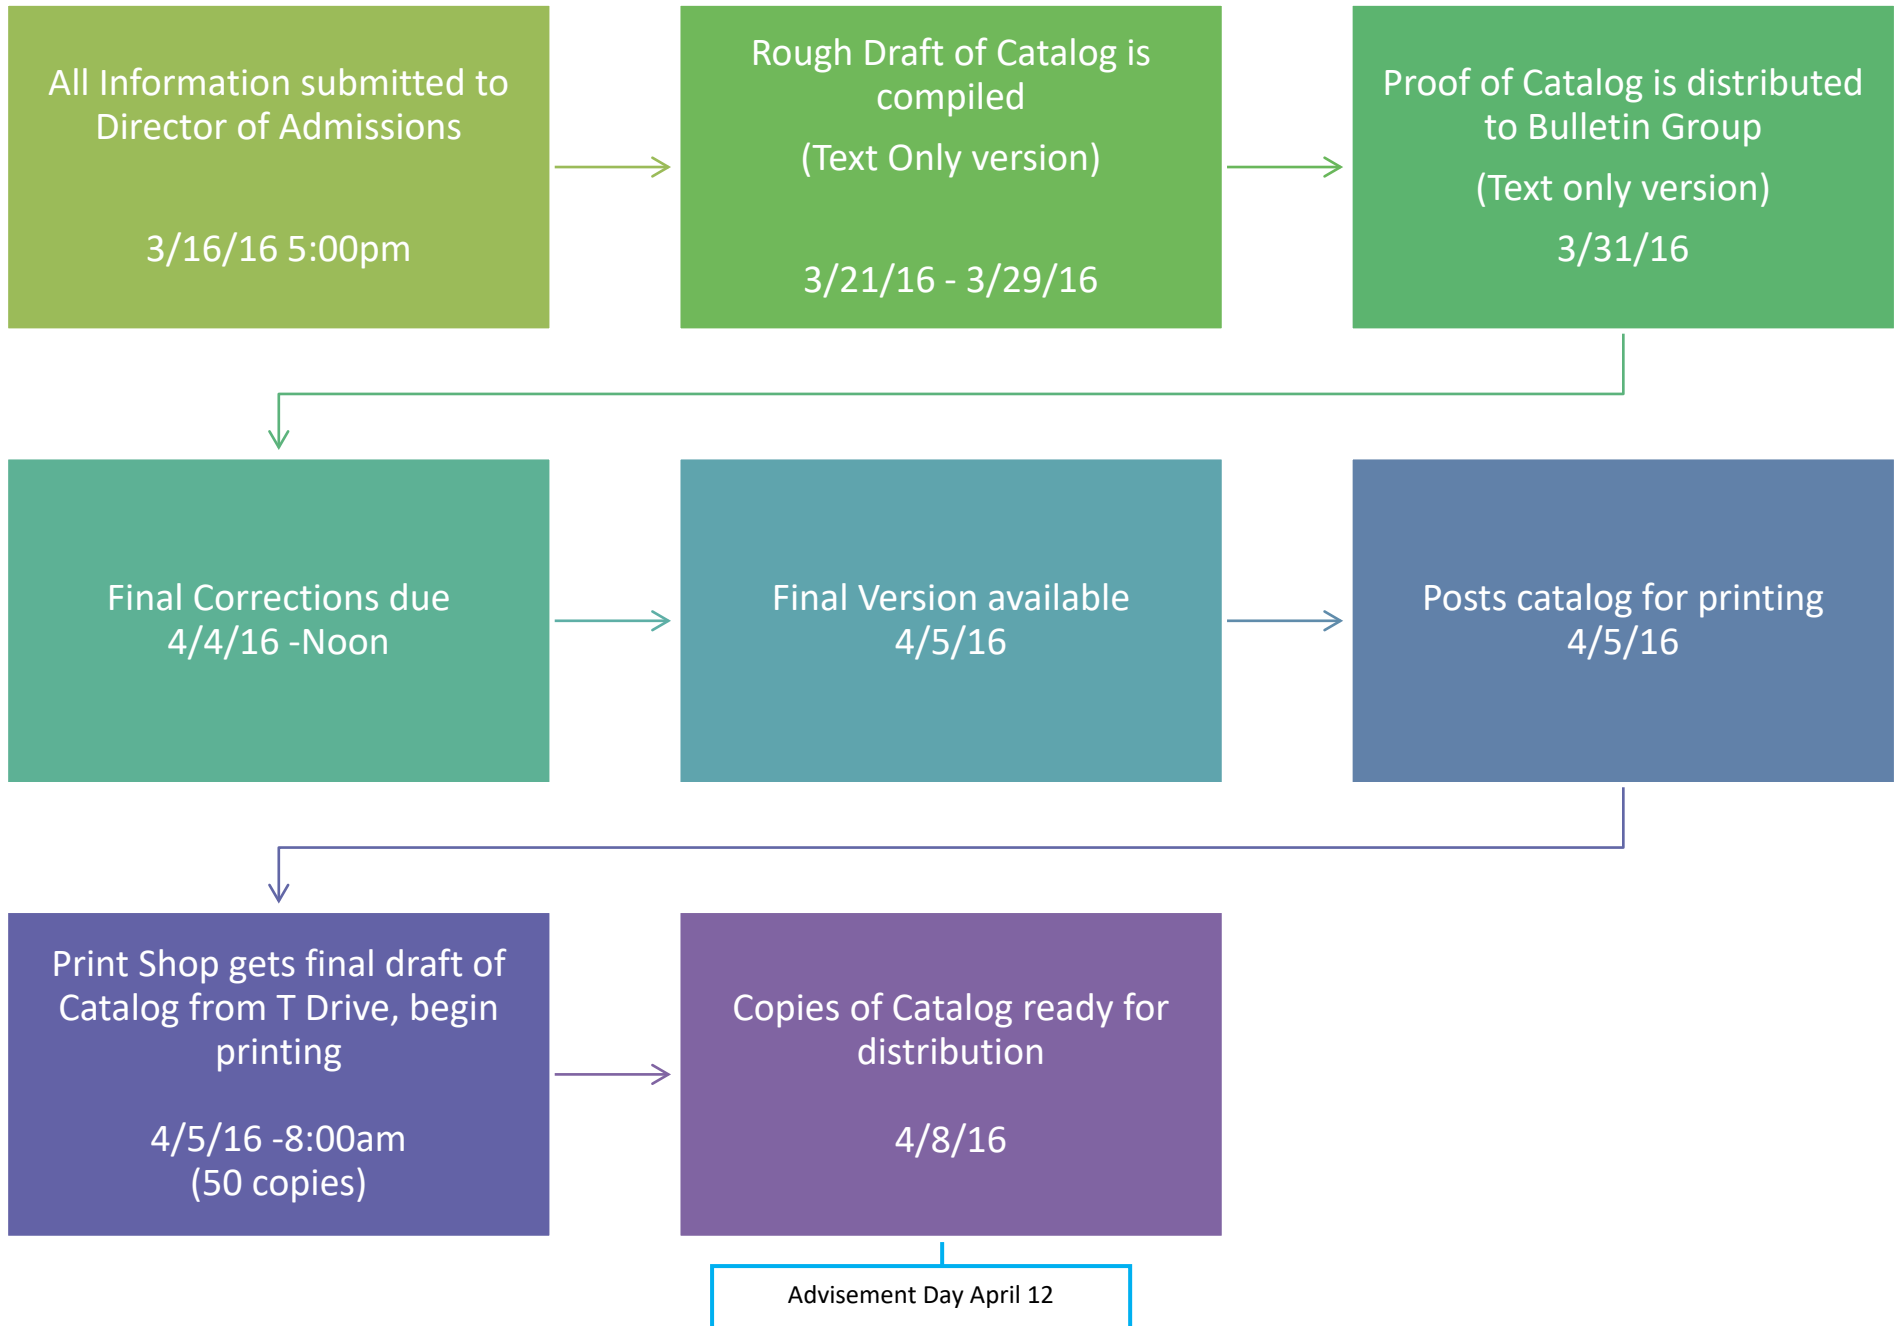 All Information submitted to
Director of Admissions
3/16/16 5:00pm
Rough Draft of Catalog is
compiled
(Text Only version)
3/21/16 - 3/29/16
Proof of Catalog is distributed
to Bulletin Group
(Text only version)
3/31/16
Final Corrections due
4/4/16 -Noon
Final Version available
4/5/16
Posts catalog for printing
4/5/16
Print Shop gets final draft of
Catalog from T Drive, begin
printing
4/5/16 -8:00am
(50 copies)
Copies of Catalog ready for
distribution
4/8/16
Advisement Day April 12